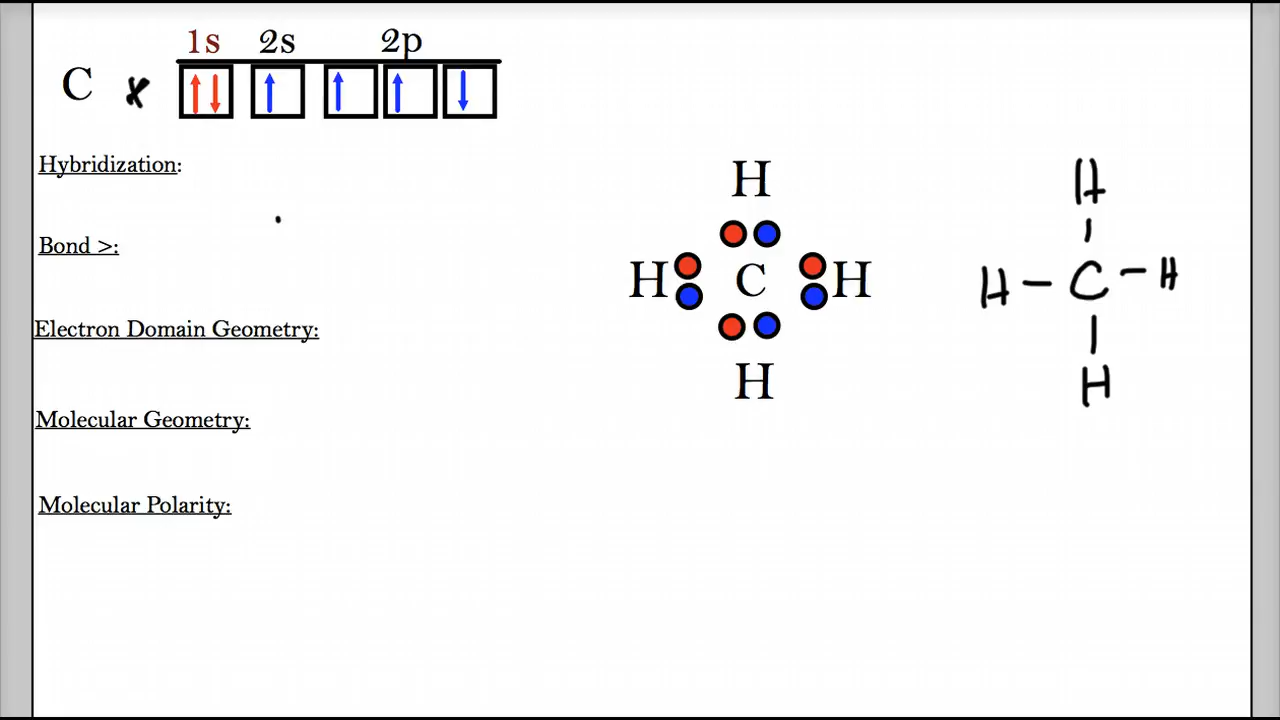 1s 2s 2p
C *
Hybridization:
Bond >:
Electron Domain Geometry:
Molecular Geometry:
Molecular Polarity:
H
H C H
H
H
H - C - H
H